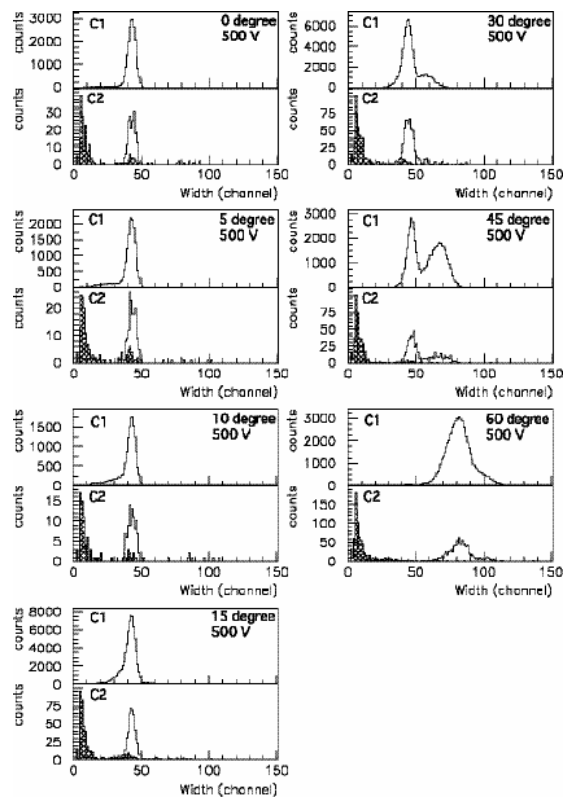 C1 0 degree
500 V
counts
3000
2000
1000
0
C2
counts
30
20
10
0
0 50 100 150
Width (channel)
C1 5 degree
500 V
counts
2000
1500
1000
500
0
C2
counts
20
10
0
0 50 100 150
Width (channel)
C1 10 degree
500 V
counts
1500
1000
500
0
C2
counts
15
10
5
0
0 50 100 150
Width (channel)
C1 15 degree
500 V
counts
8000
6000
4000
2000
0
C2
counts
75
50
25
0
0 50 100 150
Width (channel)
C1 30 degree
500 V
counts
6000
4000
2000
0
C2
counts
75
50
25
0
0 50 100 150
Width (channel)
C1 45 degree
500 V
counts
3000
2000
1000
0
C2
counts
75
50
25
0
0 50 100 150
Width (channel)
C1 60 degree
500 V
counts
3000
2000
1000
0
C2
counts
150
100
50
0
0 50 100 150
Width (channel)